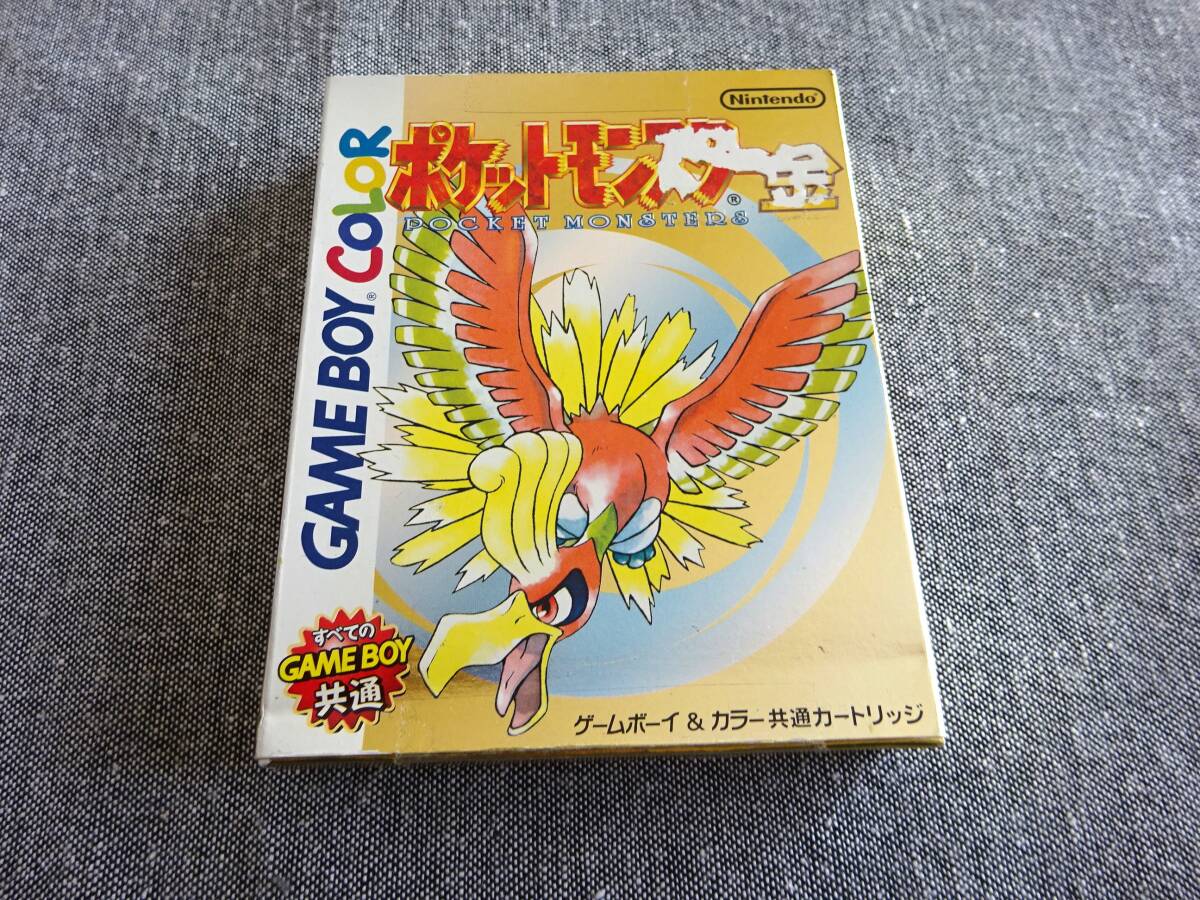 Nintendo®
ポケットモンスター金
®
POCKET MONSTERS
GAME BOY® COLOR
すべての
GAME BOY
共通
ゲームボーイ & カラー共通カートリッジ